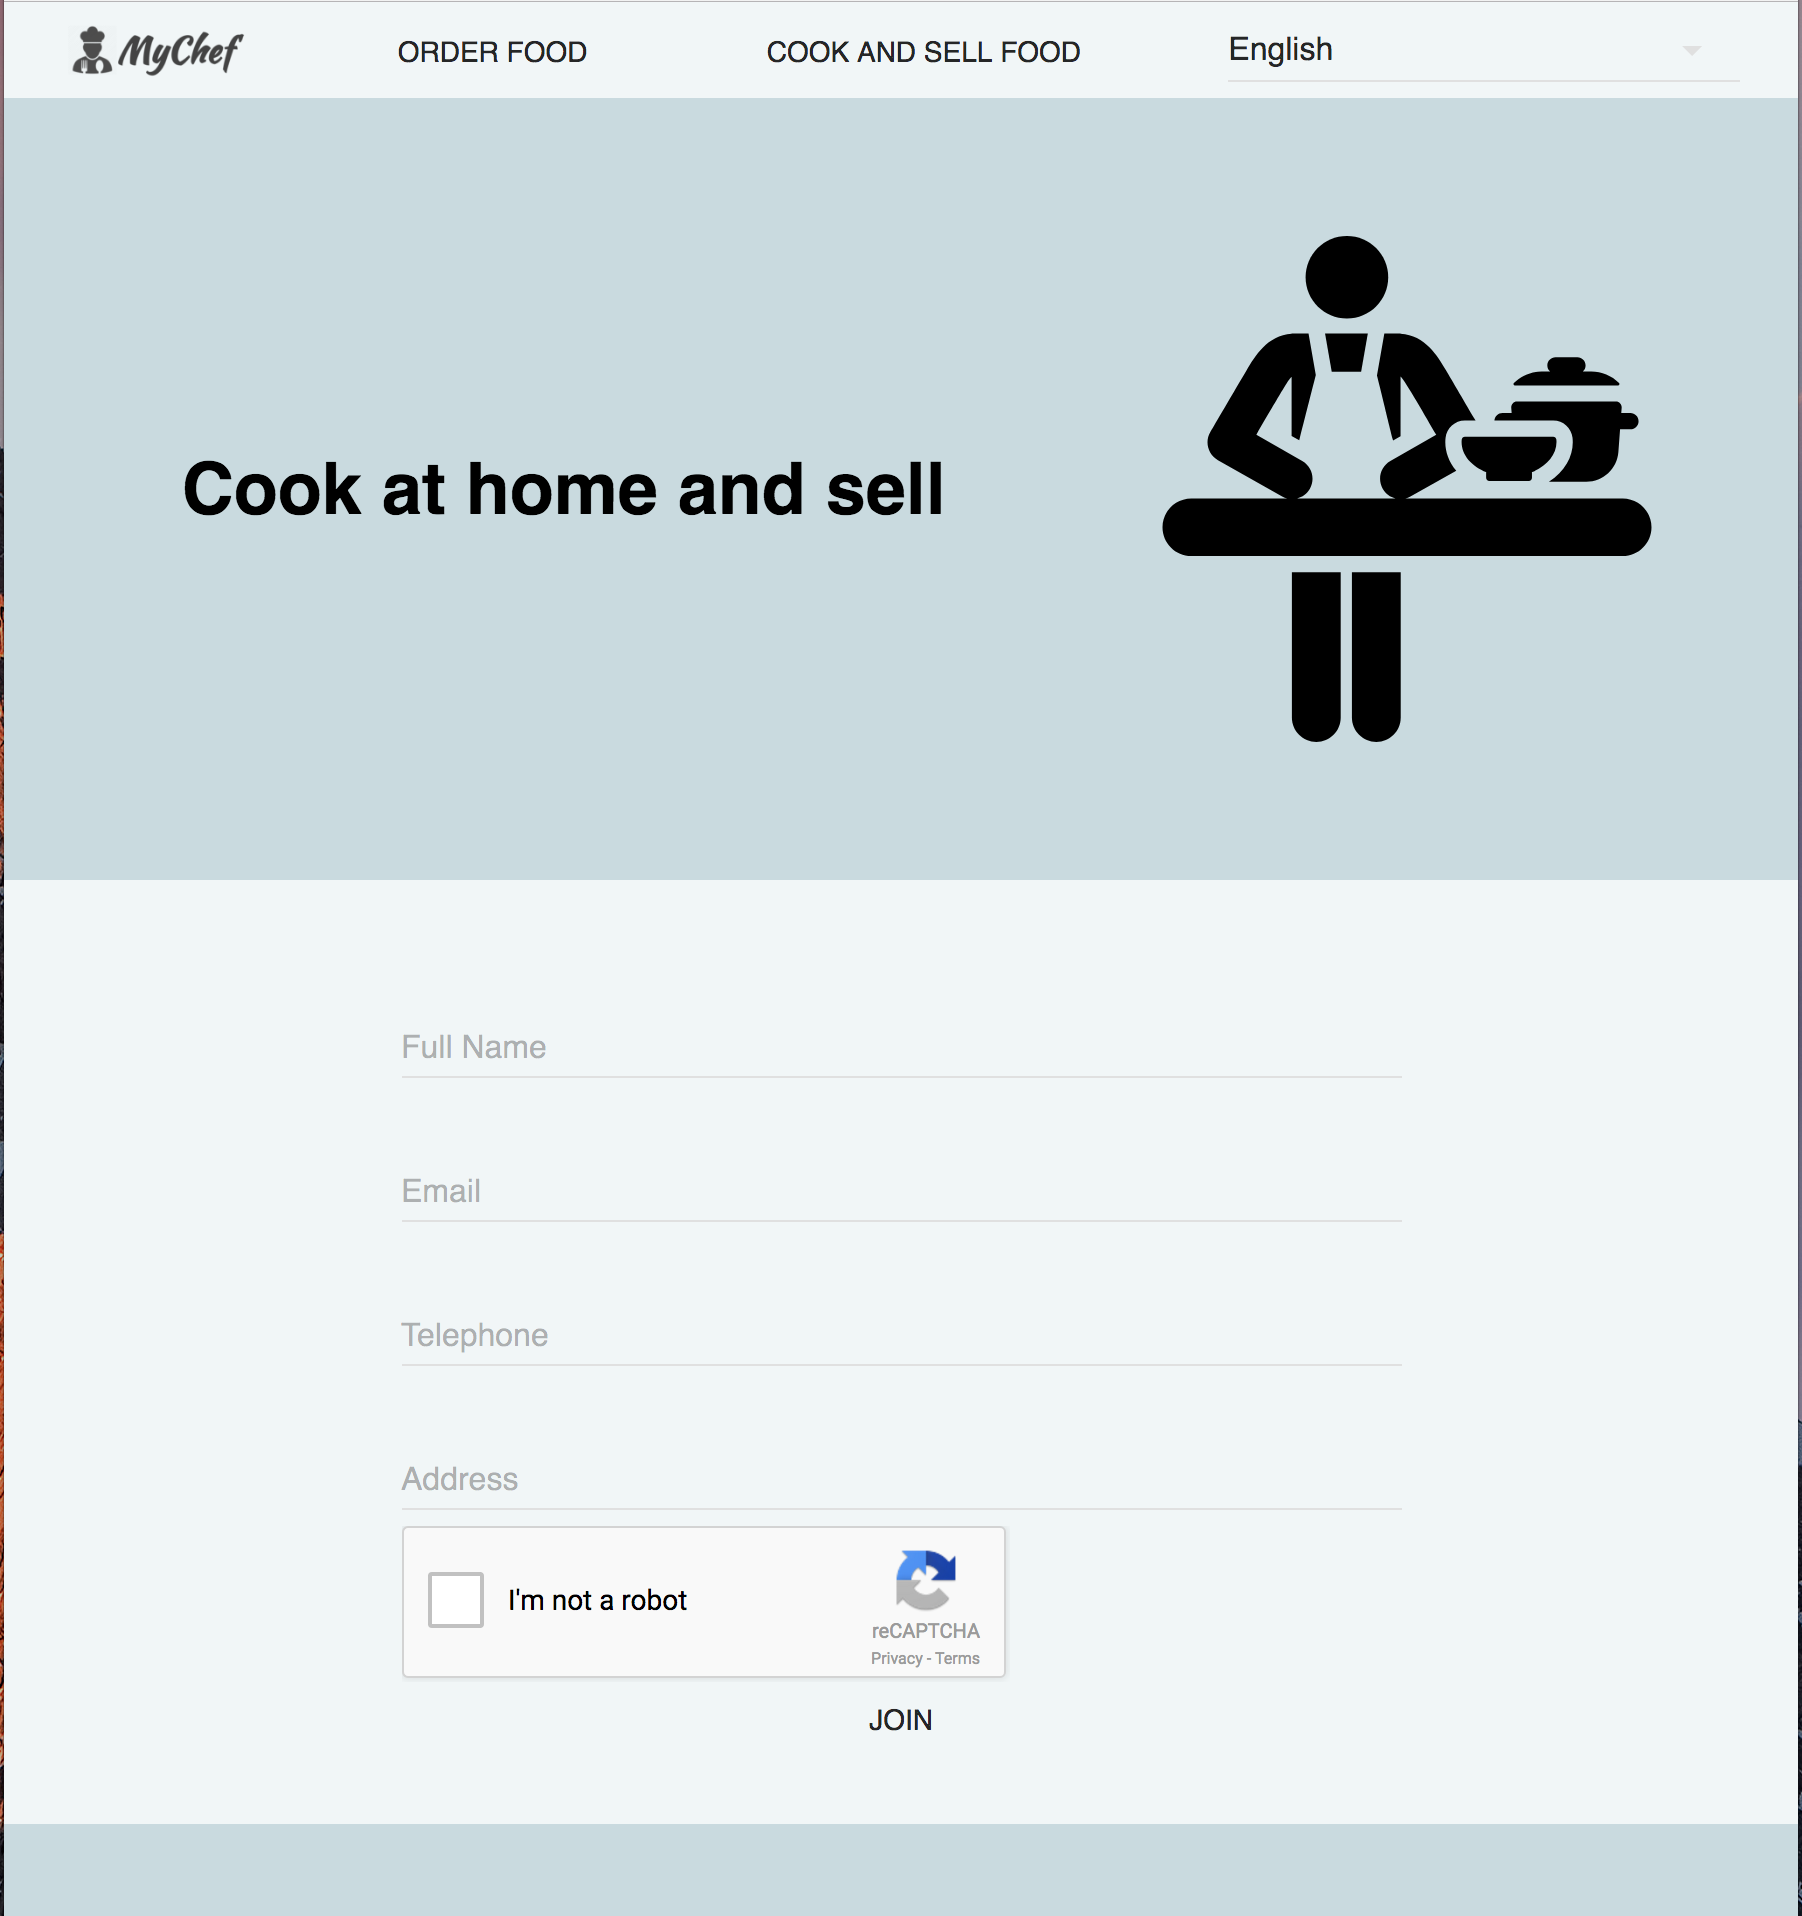 MyChef
ORDER FOOD
COOK AND SELL FOOD
English
Cook at home and sell
Full Name
Email
Telephone
Address
I'm not a robot
reCAPTCHA
Privacy - Terms
JOIN